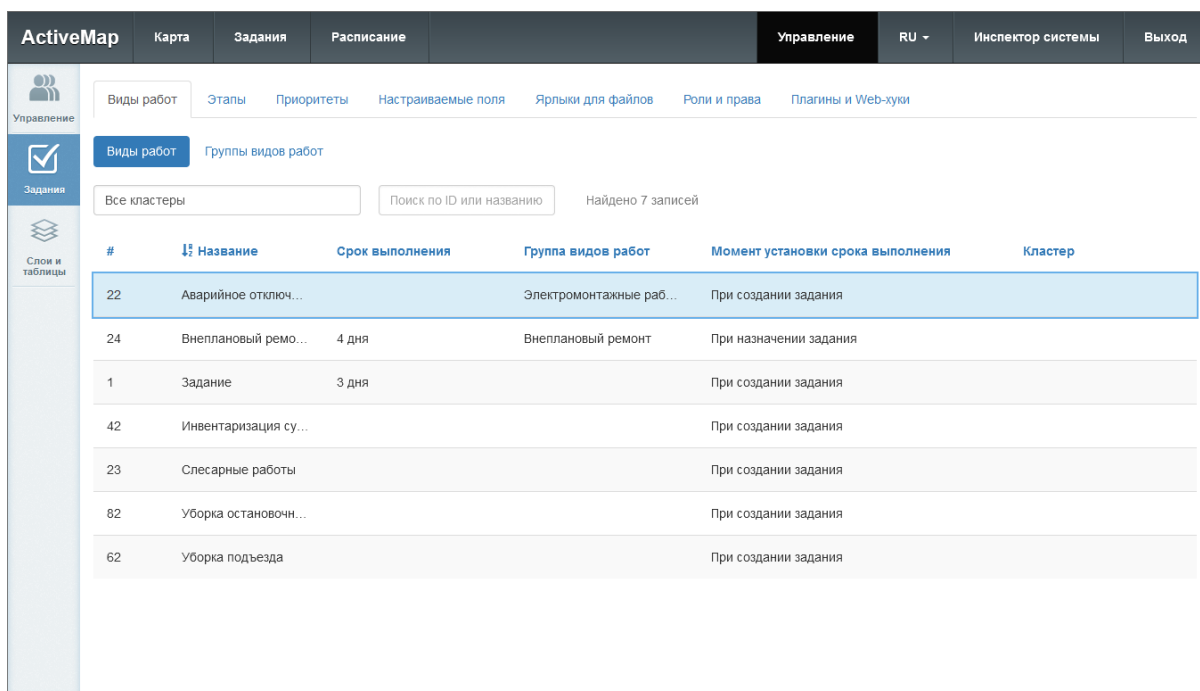 ActiveMap Карта Задания Расписание Управление RU Инспектор системы Выход
Управление
Задания
Слои и
таблицы
Виды работ Этапы Приоритеты Настраиваемые поля Ярлыки для файлов Роли и права Плагины и Web-хуки
Виды работ Группы видов работ
Все кластеры Поиск по ID или названию Найдено 7 записей
# Название Срок выполнения Группа видов работ Момент установки срока выполнения Кластер
22 Аварийное отключ... Электромонтажные раб... При создании задания
24 Внеплановый ремо... 4 дня Внеплановый ремонт При назначении задания
1 Задание 3 дня При создании задания
42 Инвентаризация су... При создании задания
23 Слесарные работы При создании задания
82 Уборка остановочн... При создании задания
62 Уборка подъезда При создании задания